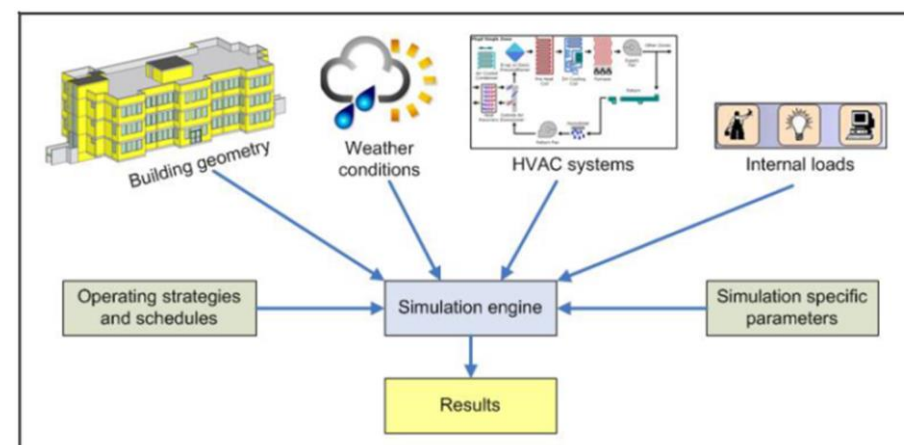 Building geometry
Weather
conditions
HVAC systems
Internal loads
Operating strategies
and schedules
Simulation engine
Simulation specific
parameters
Results